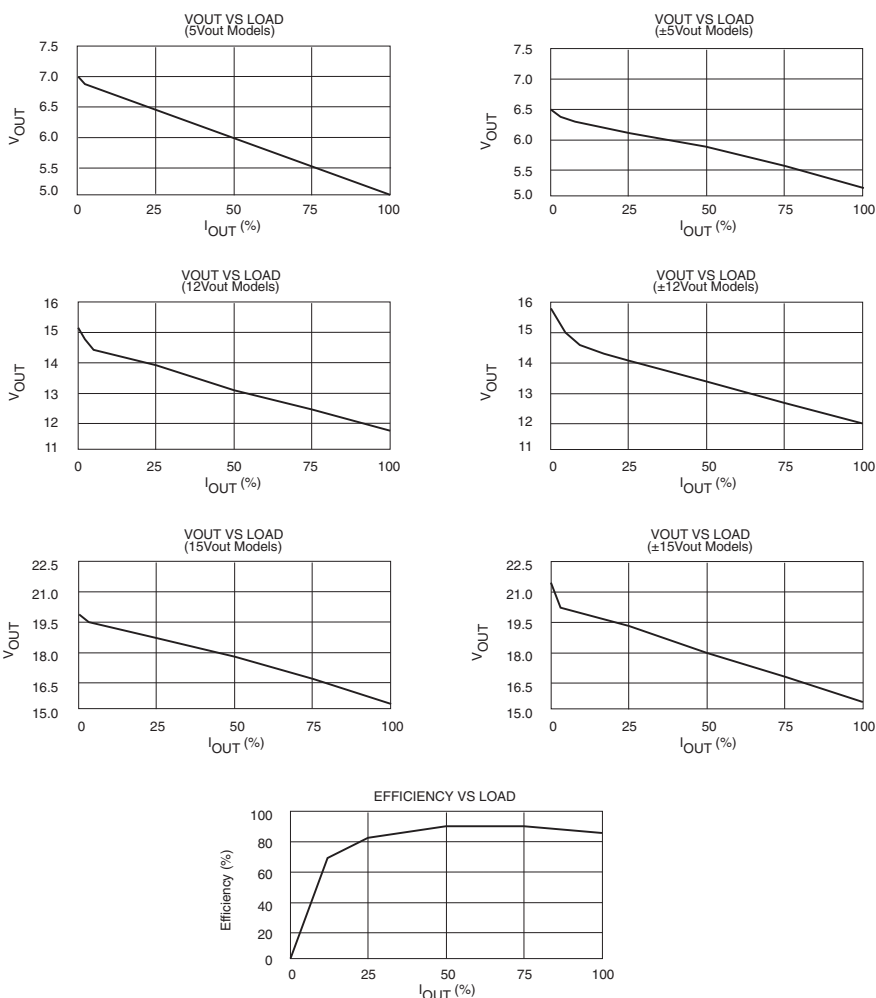 VOUT VS LOAD
(5Vout Models)
7.5
7.0
6.5
6.0
5.5
5.0
VOUT
0 25 50 75 100
IOUT (%)
VOUT VS LOAD
(±5Vout Models)
7.5
7.0
6.5
6.0
5.5
5.0
VOUT
0 25 50 75 100
IOUT (%)
VOUT VS LOAD
(12Vout Models)
16
15
14
13
12
11
VOUT
0 25 50 75 100
IOUT (%)
VOUT VS LOAD
(±12Vout Models)
16
15
14
13
12
11
VOUT
0 25 50 75 100
IOUT (%)
VOUT VS LOAD
(15Vout Models)
22.5
21.0
19.5
18.0
16.5
15.0
VOUT
0 25 50 75 100
IOUT (%)
VOUT VS LOAD
(±15Vout Models)
22.5
21.0
19.5
18.0
16.5
15.0
VOUT
0 25 50 75 100
IOUT (%)
EFFICIENCY VS LOAD
100
80
60
40
20
0
Efficiency (%)
0 25 50 75 100
IOUT (%)